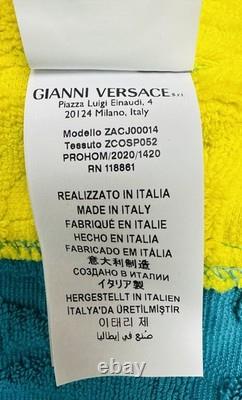 GIANNI VERSACE S.r.l.
Piazza Luigi Einaudi, 4
20124 Milano, Italy
Modello ZACJ00014
Tessuto ZCOSP052
PROHOM/2020/1420
RN 118861
REALIZZATO IN ITALIA
MADE IN ITALY
FABRIQUÉ EN ITALIE
HECHO EN ITALIA
FABRICADO EM ITALIA
意大利制造
СОЗДАНО В ИТАЛИИ
イタリア製
HERGESTELLT IN ITALIEN
İTALYA'DA ÜRETİLMİŞTİR
이태리 제
صنع في إيطاليا